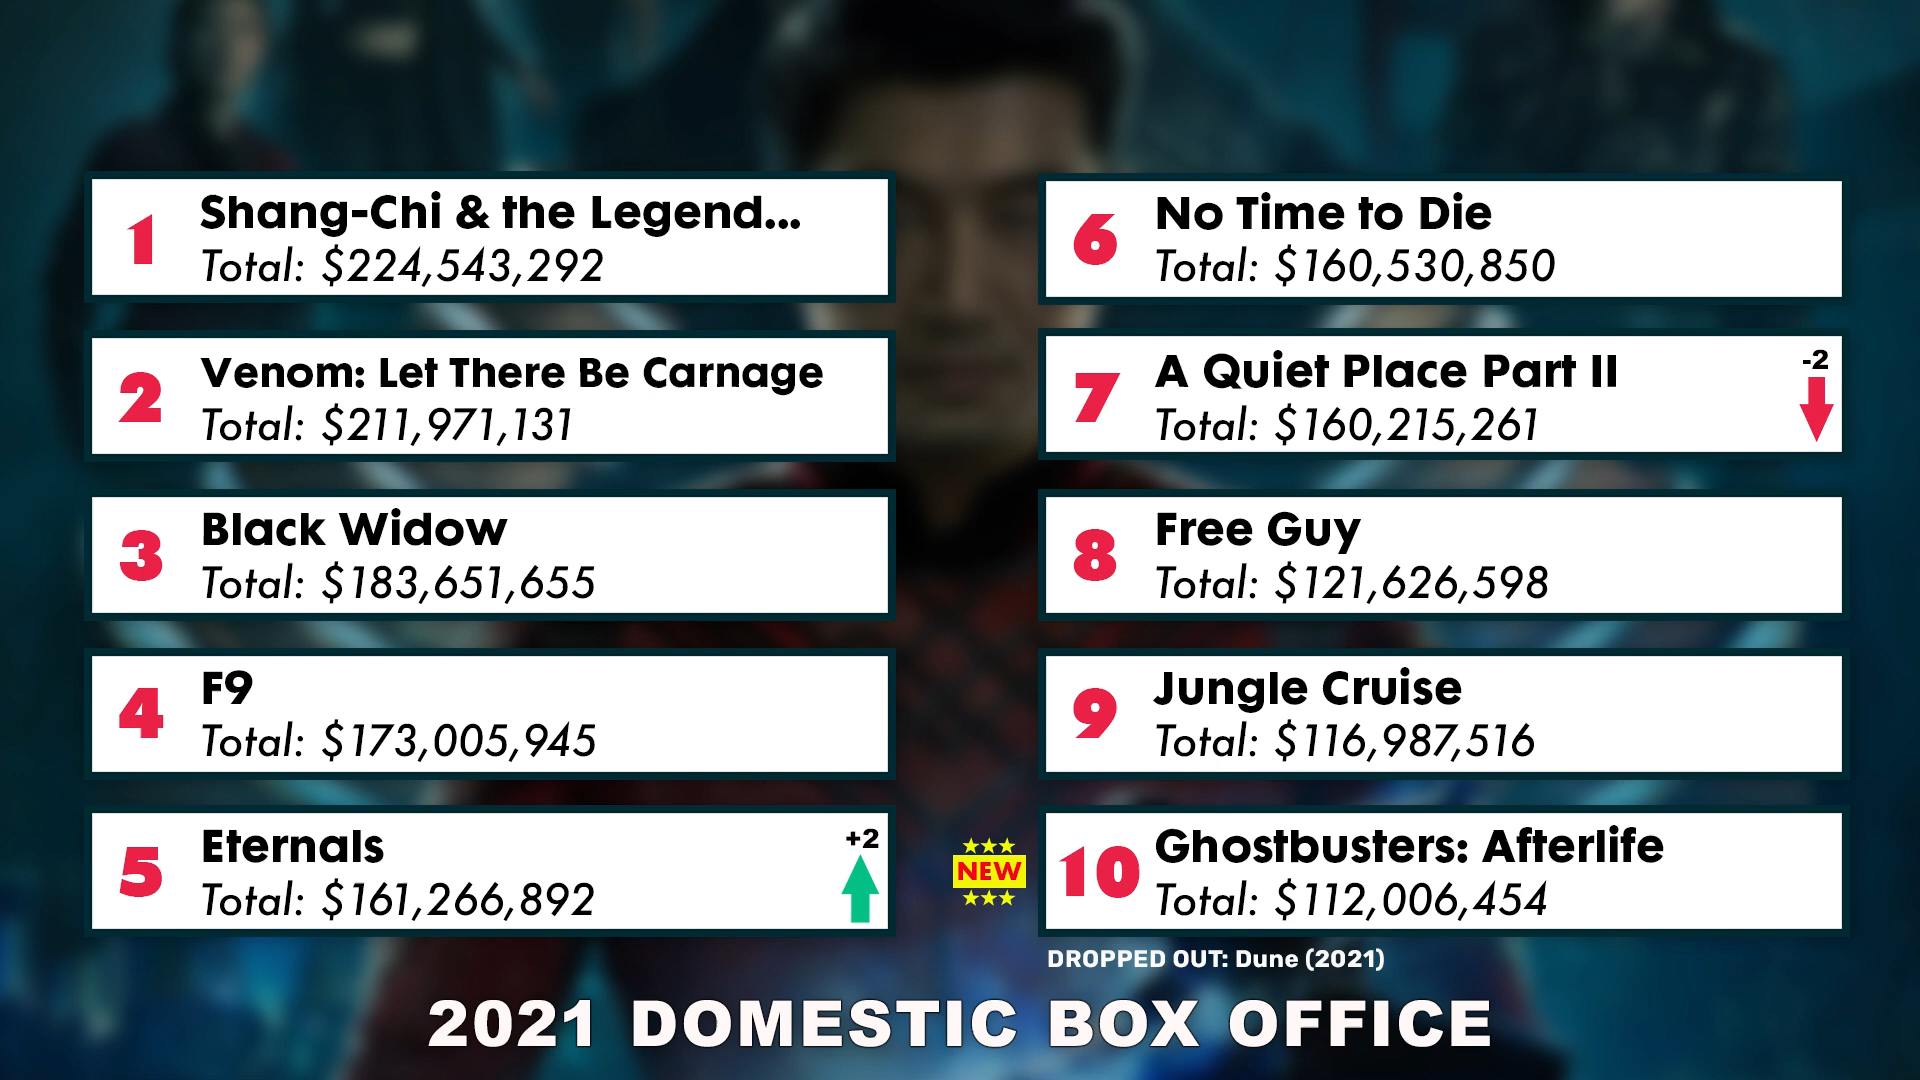 1
Shang-Chi & the Legend...
Total: $224,543,292
2
Venom: Let There Be Carnage
Total: $211,971,131
3
Black Widow
Total: $183,651,655
4
F9
Total: $173,005,945
5
Eternals
Total: $161,266,892
+2
6
No Time to Die
Total: $160,530,850
7
A Quiet Place Part II
Total: $160,215,261
-2
8
Free Guy
Total: $121,626,598
9
Jungle Cruise
Total: $116,987,516
NEW
10
Ghostbusters: Afterlife
Total: $112,006,454
DROPPED OUT: Dune (2021)
2021 DOMESTIC BOX OFFICE